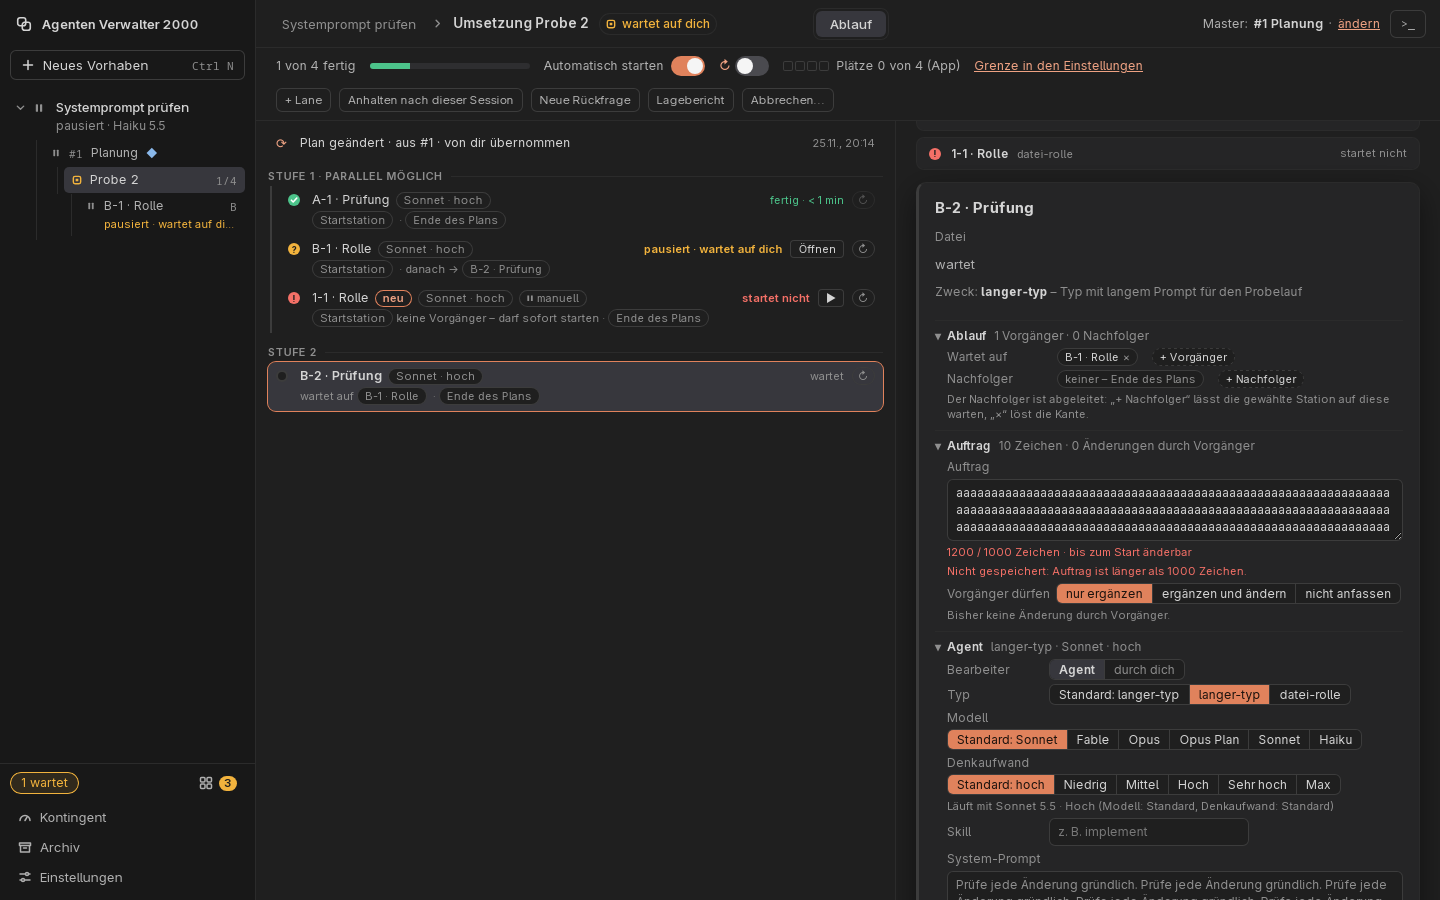 Agenten Verwalter 2000
Neues Vorhaben Ctrl N
Systemprompt prüfen
pausiert · Haiku 5.5
#1 Planung
Probe 2 1/4
B-1 · Rolle B
pausiert · wartet auf di…
1 wartet 3
Kontingent
Archiv
Einstellungen
Systemprompt prüfen > Umsetzung Probe 2 wartet auf dich
Ablauf
Master: #1 Planung · ändern >_
1 von 4 fertig Automatisch starten Plätze 0 von 4 (App) Grenze in den Einstellungen
+ Lane Anhalten nach dieser Session Neue Rückfrage Lagebericht Abbrechen…
Plan geändert · aus #1 · von dir übernommen 25.11., 20:14
STUFE 1 · PARALLEL MÖGLICH
A-1 · Prüfung Sonnet · hoch fertig · < 1 min
Startstation · Ende des Plans
B-1 · Rolle Sonnet · hoch pausiert · wartet auf dich Öffnen
Startstation · danach → B-2 · Prüfung
1-1 · Rolle neu Sonnet · hoch manuell startet nicht
Startstation keine Vorgänger – darf sofort starten · Ende des Plans
STUFE 2
B-2 · Prüfung Sonnet · hoch wartet
wartet auf B-1 · Rolle · Ende des Plans
1-1 · Rolle datei-rolle startet nicht
B-2 · Prüfung
Datei
wartet
Zweck: langer-typ – Typ mit langem Prompt für den Probelauf
▾ Ablauf 1 Vorgänger · 0 Nachfolger
Wartet auf B-1 · Rolle × + Vorgänger
Nachfolger keiner – Ende des Plans + Nachfolger
Der Nachfolger ist abgeleitet: „+ Nachfolger“ lässt die gewählte Station auf diese
warten, „×“ löst die Kante.
▾ Auftrag 10 Zeichen · 0 Änderungen durch Vorgänger
Auftrag
aaaaaaaaaaaaaaaaaaaaaaaaaaaaaaaaaaaaaaaaaaaaaaaaaaaaaaaaaaaaaa
aaaaaaaaaaaaaaaaaaaaaaaaaaaaaaaaaaaaaaaaaaaaaaaaaaaaaaaaaaaaaa
aaaaaaaaaaaaaaaaaaaaaaaaaaaaaaaaaaaaaaaaaaaaaaaaaaaaaaaaaaaaaa
1200 / 1000 Zeichen · bis zum Start änderbar
Nicht gespeichert: Auftrag ist länger als 1000 Zeichen.
Vorgänger dürfen nur ergänzen ergänzen und ändern nicht anfassen
Bisher keine Änderung durch Vorgänger.
▾ Agent langer-typ · Sonnet · hoch
Bearbeiter Agent durch dich
Typ Standard: langer-typ langer-typ datei-rolle
Modell
Standard: Sonnet Fable Opus Opus Plan Sonnet Haiku
Denkaufwand
Standard: hoch Niedrig Mittel Hoch Sehr hoch Max
Läuft mit Sonnet 5.5 · Hoch (Modell: Standard, Denkaufwand: Standard)
Skill z. B. implement
System-Prompt
Prüfe jede Änderung gründlich. Prüfe jede Änderung gründlich. Prüfe jede
Änderung gründlich. Prüfe jede Änderung gründlich. Prüfe jede Änderung